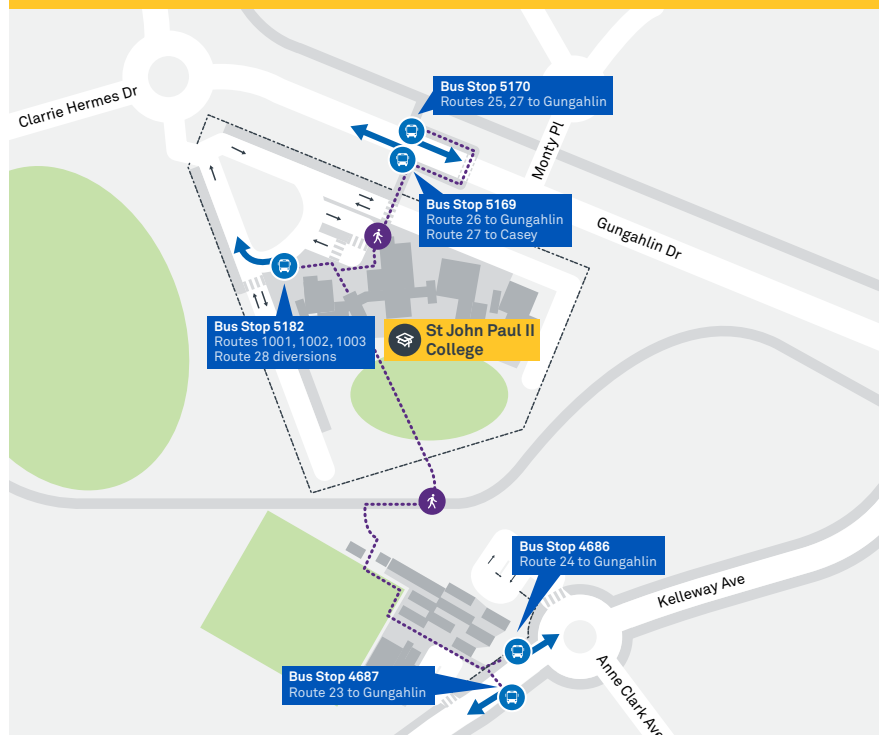 Bus Stop 5170
Routes 25, 27 to Gungahlin
Clarrie Hermes Dr
Monty Pl
Bus Stop 5169
Route 26 to Gungahlin
Route 27 to Casey
Gungahlin Dr
Bus Stop 5182
Routes 1001, 1002, 1003
Route 28 diversions
St John Paul II
College
Bus Stop 4686
Route 24 to Gungahlin
Kelleway Ave
Anne Clark Ave
Bus Stop 4687
Route 23 to Gungahlin